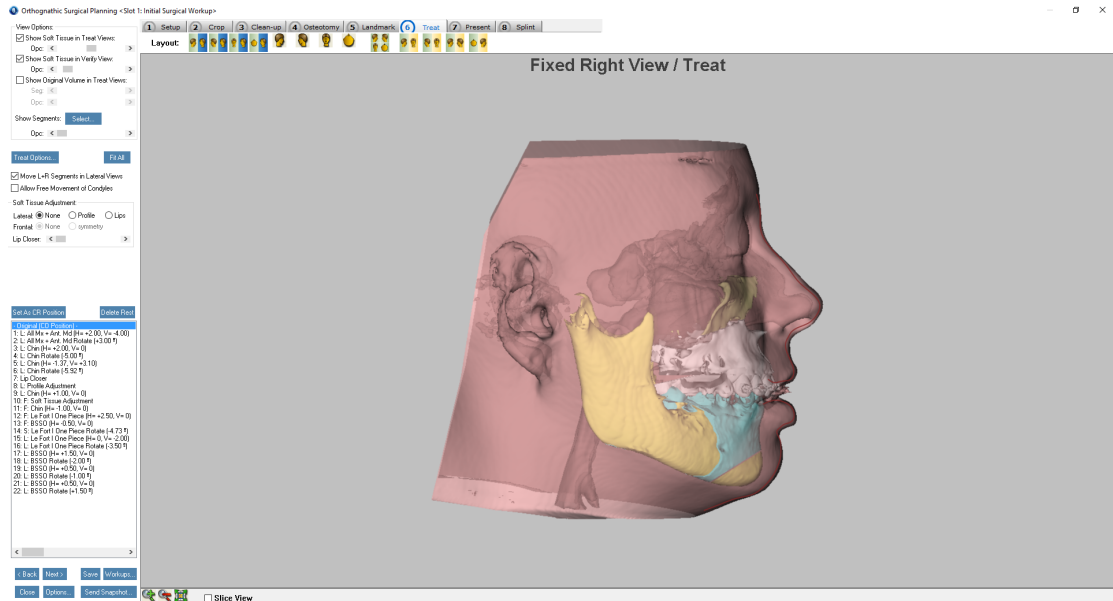 Orthognathic Surgical Planning <Slot 1: Initial Surgical Workup>
View Options:
Show Soft Tissue in Treat Views:
Opc:
Show Soft Tissue in Verify View:
Opc:
Show Original Volume in Treat Views:
Seg:
Opc:
Show Segments: Select...
Opc:
Treat Options... Fit All
Move L+R Segments in Lateral Views
Allow Free Movement of Condyles
Soft Tissue Adjustment
Lateral: None Profile Lips
Frontal: None symmetry
Lip Closer:
Set As CR Position Delete Rest
- Original (CD Position) -
1: L: All Mx + Ant. Md (H= +2.00, V= -4.00)
2: L: All Mx + Ant. Md Rotate (+3.00 º)
3: L: Chin (H= +2.00, V= 0)
4: L: Chin Rotate (-5.00 º)
5: L: Chin (H= -1.37, V= +3.10)
6: L: Chin Rotate (-5.92 º)
7: Lip Closer
8: L: Profile Adjustment
9: L: Chin (H= +1.00, V= 0)
10: F: Soft Tissue Adjustment
11: F: Chin (H= -1.00, V= 0)
12: F: Le Fort I One Piece (H= +2.50, V= 0)
13: F: BSSO (H= -0.50, V= 0)
14: S: Le Fort I One Piece Rotate (-4.73 º)
15: L: Le Fort I One Piece (H= 0, V= -2.00)
16: L: Le Fort I One Piece Rotate (-3.50 º)
17: L: BSSO (H= +1.50, V= 0)
18: L: BSSO Rotate (-2.00 º)
19: L: BSSO (H= +0.50, V= 0)
20: L: BSSO Rotate (-1.00 º)
21: L: BSSO (H= +0.50, V= 0)
22: L: BSSO Rotate (+1.50 º)
< Back Next > Save Workups...
Close Options... Send Snapshot...
1 Setup 2 Crop 3 Clean-up 4 Osteotomy 5 Landmark 6 Treat 7 Present 8 Splint
Layout:
Fixed Right View / Treat
Slice View